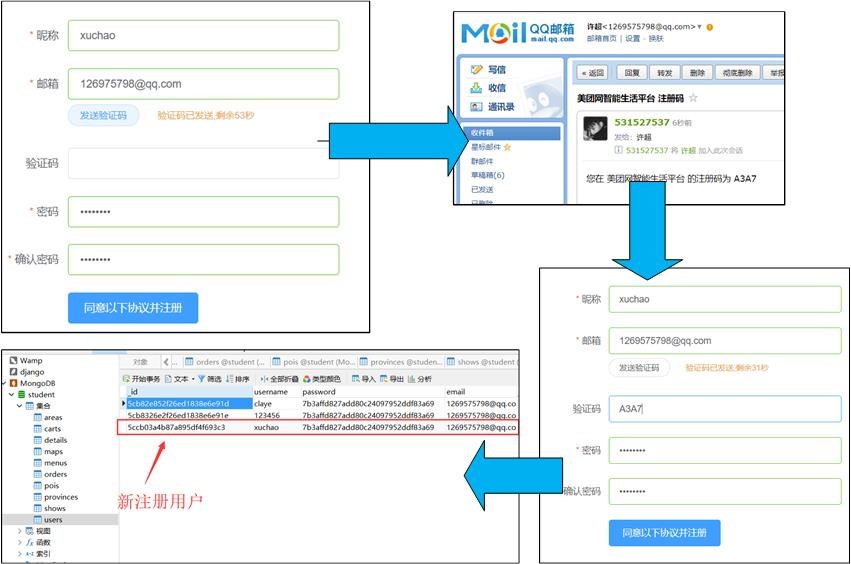 * 昵称 xuchao
* 邮箱 126975798@qq.com
发送验证码 验证码已发送,剩余53秒
验证码
* 密码 ••••••••
* 确认密码 ••••••••
同意以下协议并注册
MAil QQ邮箱 mail.qq.com
许超<1269575798@qq.com>
邮箱首页 | 设置 - 换肤
写信
收信
通讯录
收件箱
星标邮件
群邮件
草稿箱(6)
已发送
« 返回 回复 转发 删除 彻底删除 举报
美团网智能生活平台 注册码 ☆
531527537 6秒前
发给: 许超
531527537 将 许超 加入此次会话
您在 美团网智能生活平台 的注册码为 A3A7
* 昵称 xuchao
* 邮箱 1269575798@qq.com
发送验证码 验证码已发送,剩余31秒
验证码 A3A7
* 密码 ••••••••
确认密码 ••••••••
同意以下协议并注册
Wamp
django
MongoDB
student
集合
areas
carts
details
maps
menus
orders
pois
provinces
shows
users
视图
函数
索引
对象 ... orders @student (... pois @student (Mo... provinces @studen... shows @student (
开始事务 文本 筛选 排序 全部折叠 类型颜色 导入 导出 分析
_id username password email
5cb82e852f26ed1838e6e91d claye 7b3affd827add80c24097952ddf83a69 1269575798@qq.co
5cb8326e2f26ed1838e6e91e 123456 7b3affd827add80c24097952ddf83a69 1269575798@qq.co
5ccb03a4b87a895df4f693c3 xuchao 7b3affd827add80c24097952ddf83a69 1269575798@qq.co
新注册用户